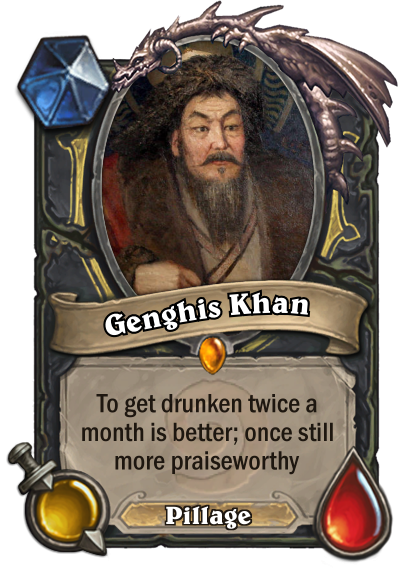 Genghis Khan
To get drunken twice a
month is better; once still
more praiseworthy
Pillage